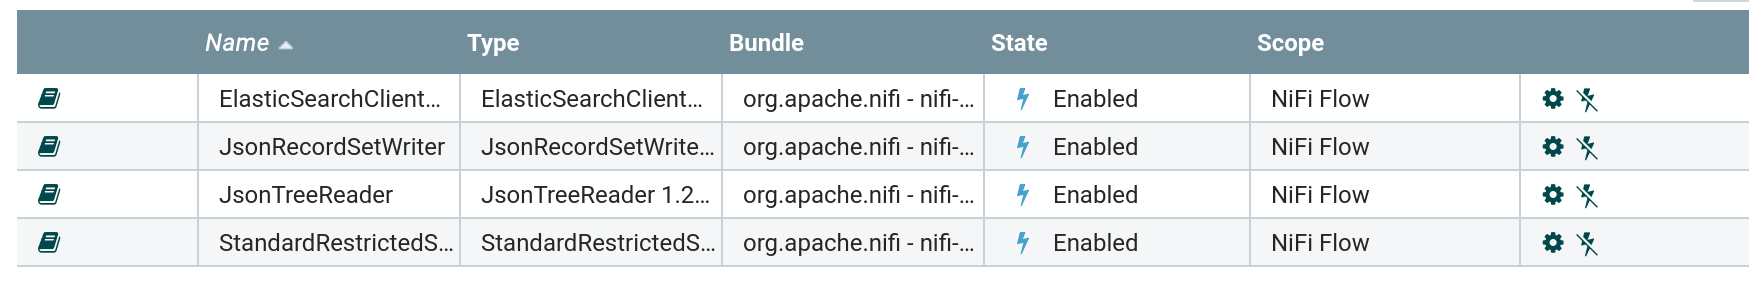 Name Type Bundle State Scope
ElasticSearchClient... ElasticSearchClient... org.apache.nifi - nifi-... Enabled NiFi Flow
JsonRecordSetWriter JsonRecordSetWrite... org.apache.nifi - nifi-... Enabled NiFi Flow
JsonTreeReader JsonTreeReader 1.2... org.apache.nifi - nifi-... Enabled NiFi Flow
StandardRestrictedS... StandardRestrictedS... org.apache.nifi - nifi-... Enabled NiFi Flow